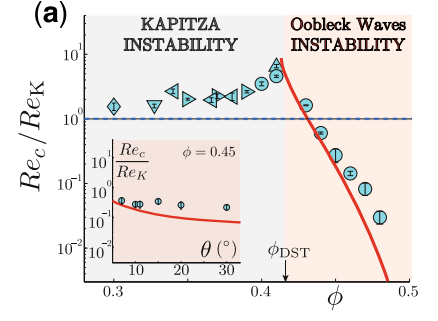 (a)
KAPITZA
INSTABILITY
Oobleck Waves
INSTABILITY
Re_c/Re_K
10^1
10^0
10^-1
10^-2
Re_c
Re_K
ϕ = 0.45
10^1
10^0
10^-1
10^-2
10
20
30
θ (°)
ϕ_DST
0.3
0.4
0.5
ϕ